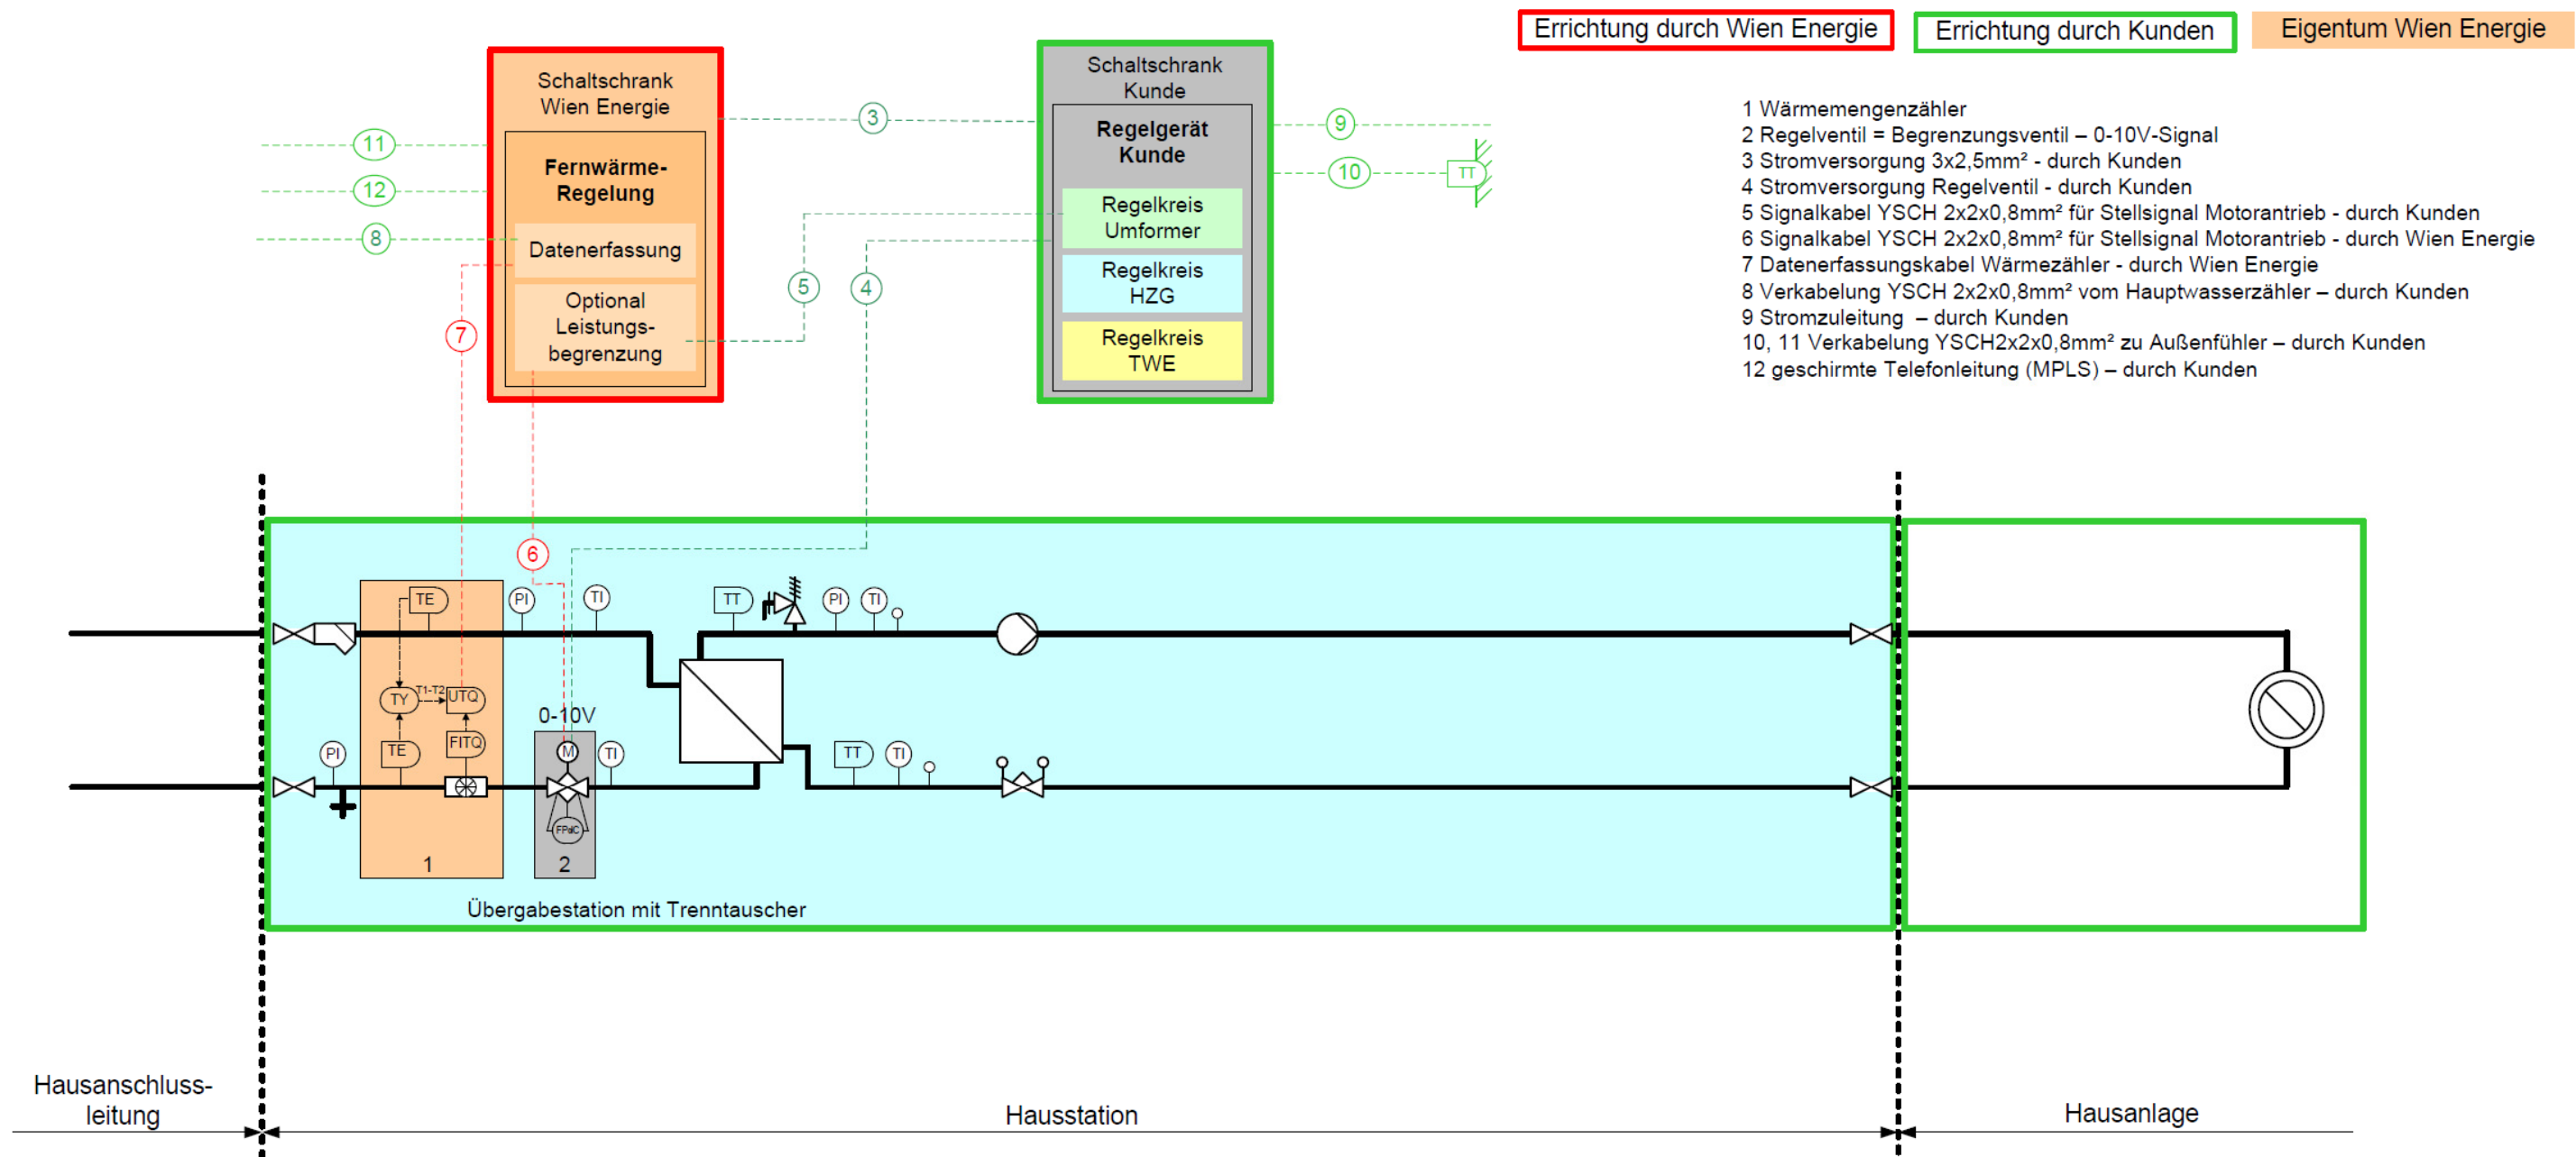 Errichtung durch Wien Energie
Errichtung durch Kunden
Eigentum Wien Energie
Schaltschrank
Wien Energie
Fernwärme-
Regelung
Datenerfassung
Optional
Leistungs-
begrenzung
Schaltschrank
Kunde
Regelgerät
Kunde
Regelkreis
Umformer
Regelkreis
HZG
Regelkreis
TWE
11
12
8
3
5
4
7
6
9
10
TT
1 Wärmemengenzähler
2 Regelventil = Begrenzungsventil – 0-10V-Signal
3 Stromversorgung 3x2,5mm² - durch Kunden
4 Stromversorgung Regelventil - durch Kunden
5 Signalkabel YSCH 2x2x0,8mm² für Stellsignal Motorantrieb - durch Kunden
6 Signalkabel YSCH 2x2x0,8mm² für Stellsignal Motorantrieb - durch Wien Energie
7 Datenerfassungskabel Wärmezähler - durch Wien Energie
8 Verkabelung YSCH 2x2x0,8mm² vom Hauptwasserzähler – durch Kunden
9 Stromzuleitung – durch Kunden
10, 11 Verkabelung YSCH2x2x0,8mm² zu Außenfühler – durch Kunden
12 geschirmte Telefonleitung (MPLS) – durch Kunden
TE
PI
TI
TT
PI
TI
TY
T1-T2
UTQ
0-10V
PI
TE
FITQ
M
TI
TT
TI
FPdC
1
2
Übergabestation mit Trenntauscher
Hausanschluss-
leitung
Hausstation
Hausanlage